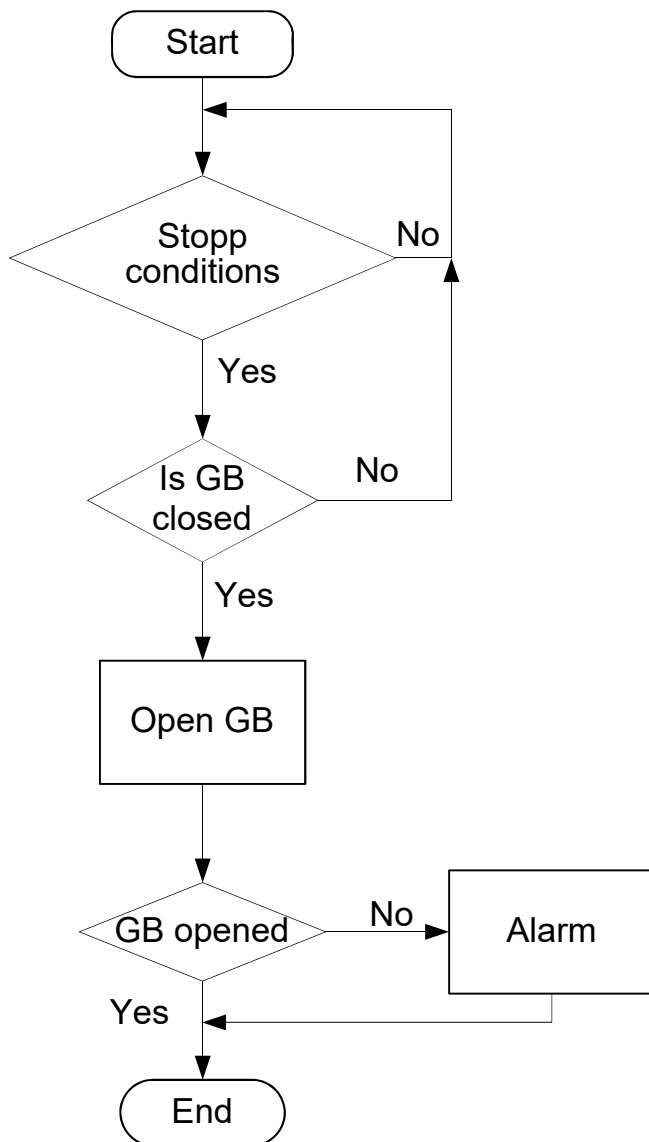 Start
Stopp
conditions
No
Yes
Is GB
closed
No
Yes
Open GB
GB opened
No
Alarm
Yes
End